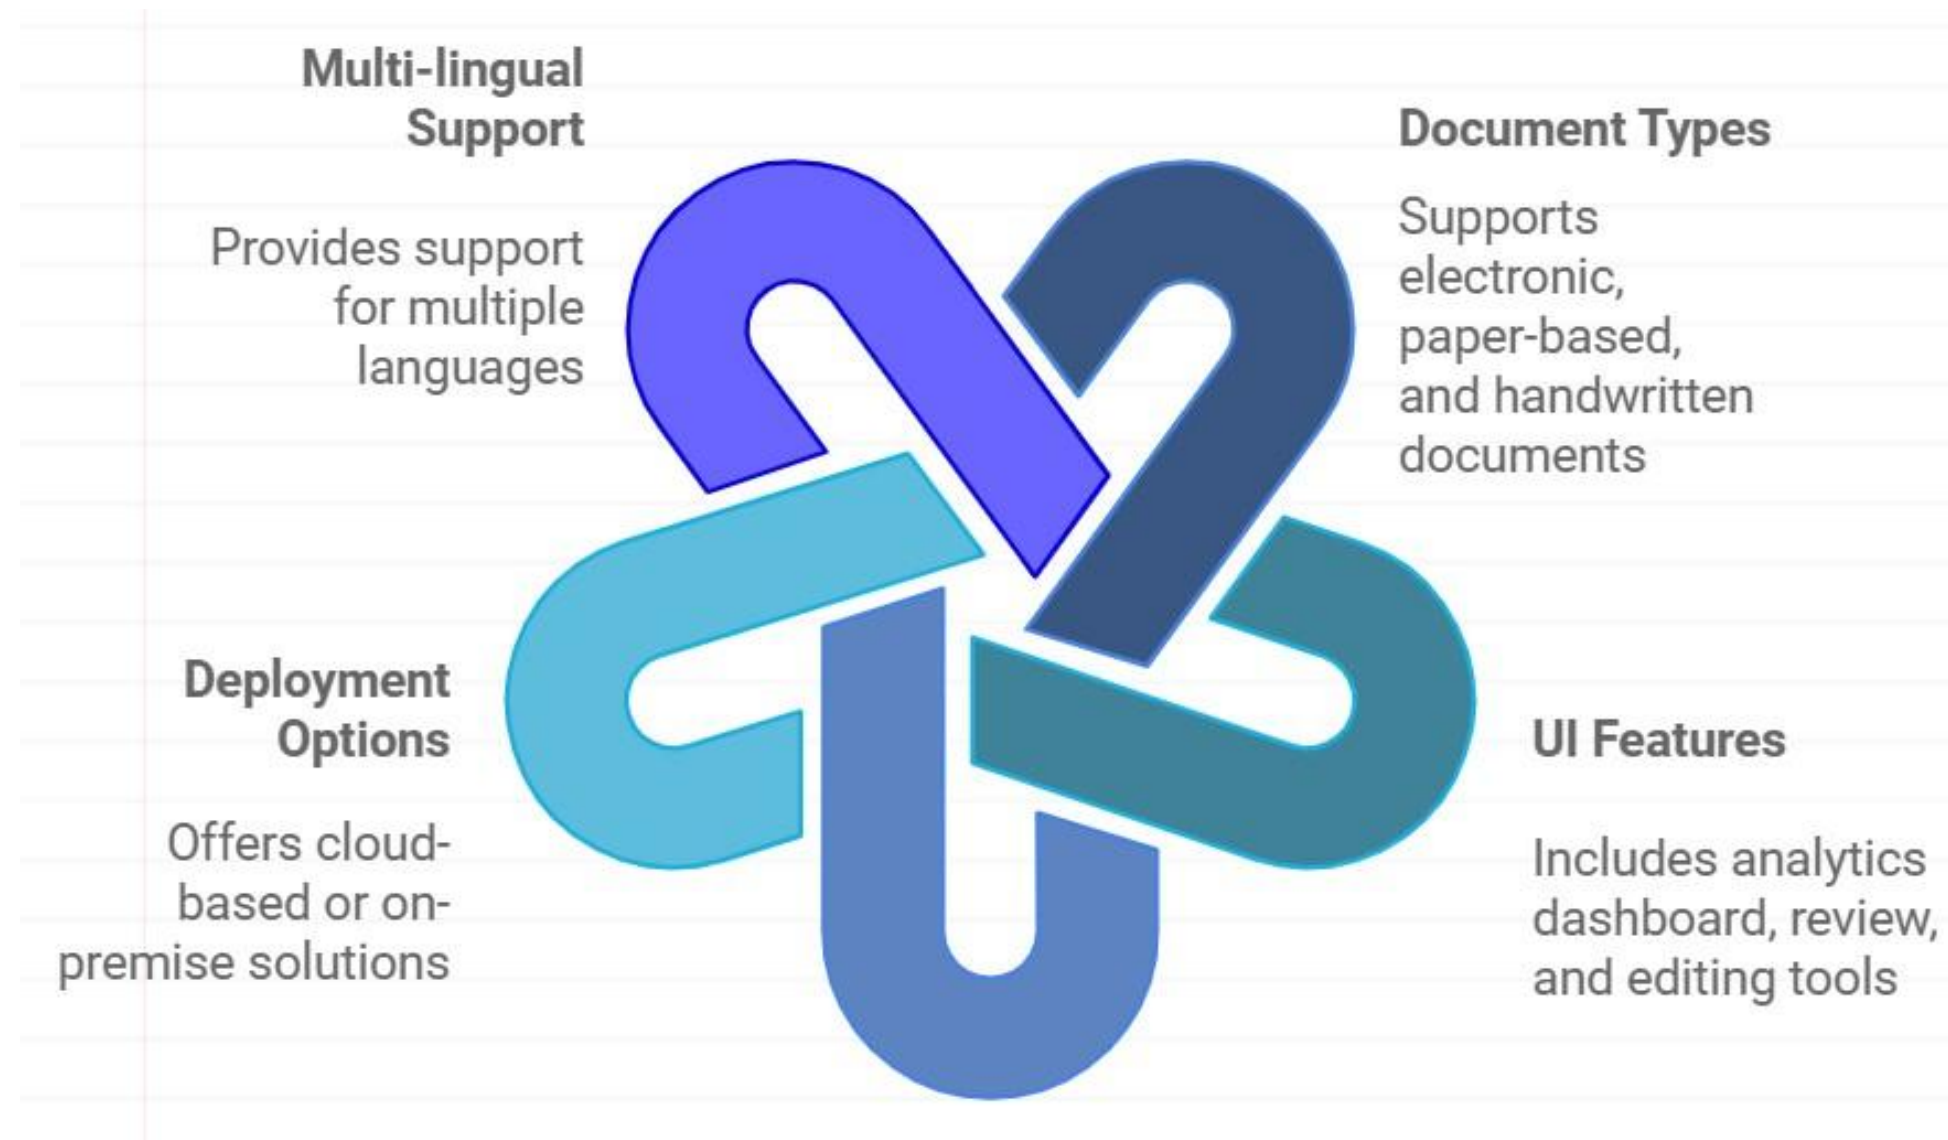 Multi-lingual
Support
Provides support
for multiple
languages
Document Types
Supports
electronic,
paper-based,
and handwritten
documents
Deployment
Options
Offers cloud-
based or on-
premise solutions
UI Features
Includes analytics
dashboard, review,
and editing tools